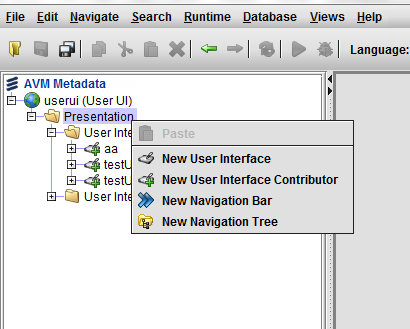 File Edit Navigate Search Runtime Database Views Help
Language:
AVM Metadata
userui (User UI)
Presentation
User Inte
aa
testU
testU
User Inte
Paste
New User Interface
New User Interface Contributor
New Navigation Bar
New Navigation Tree